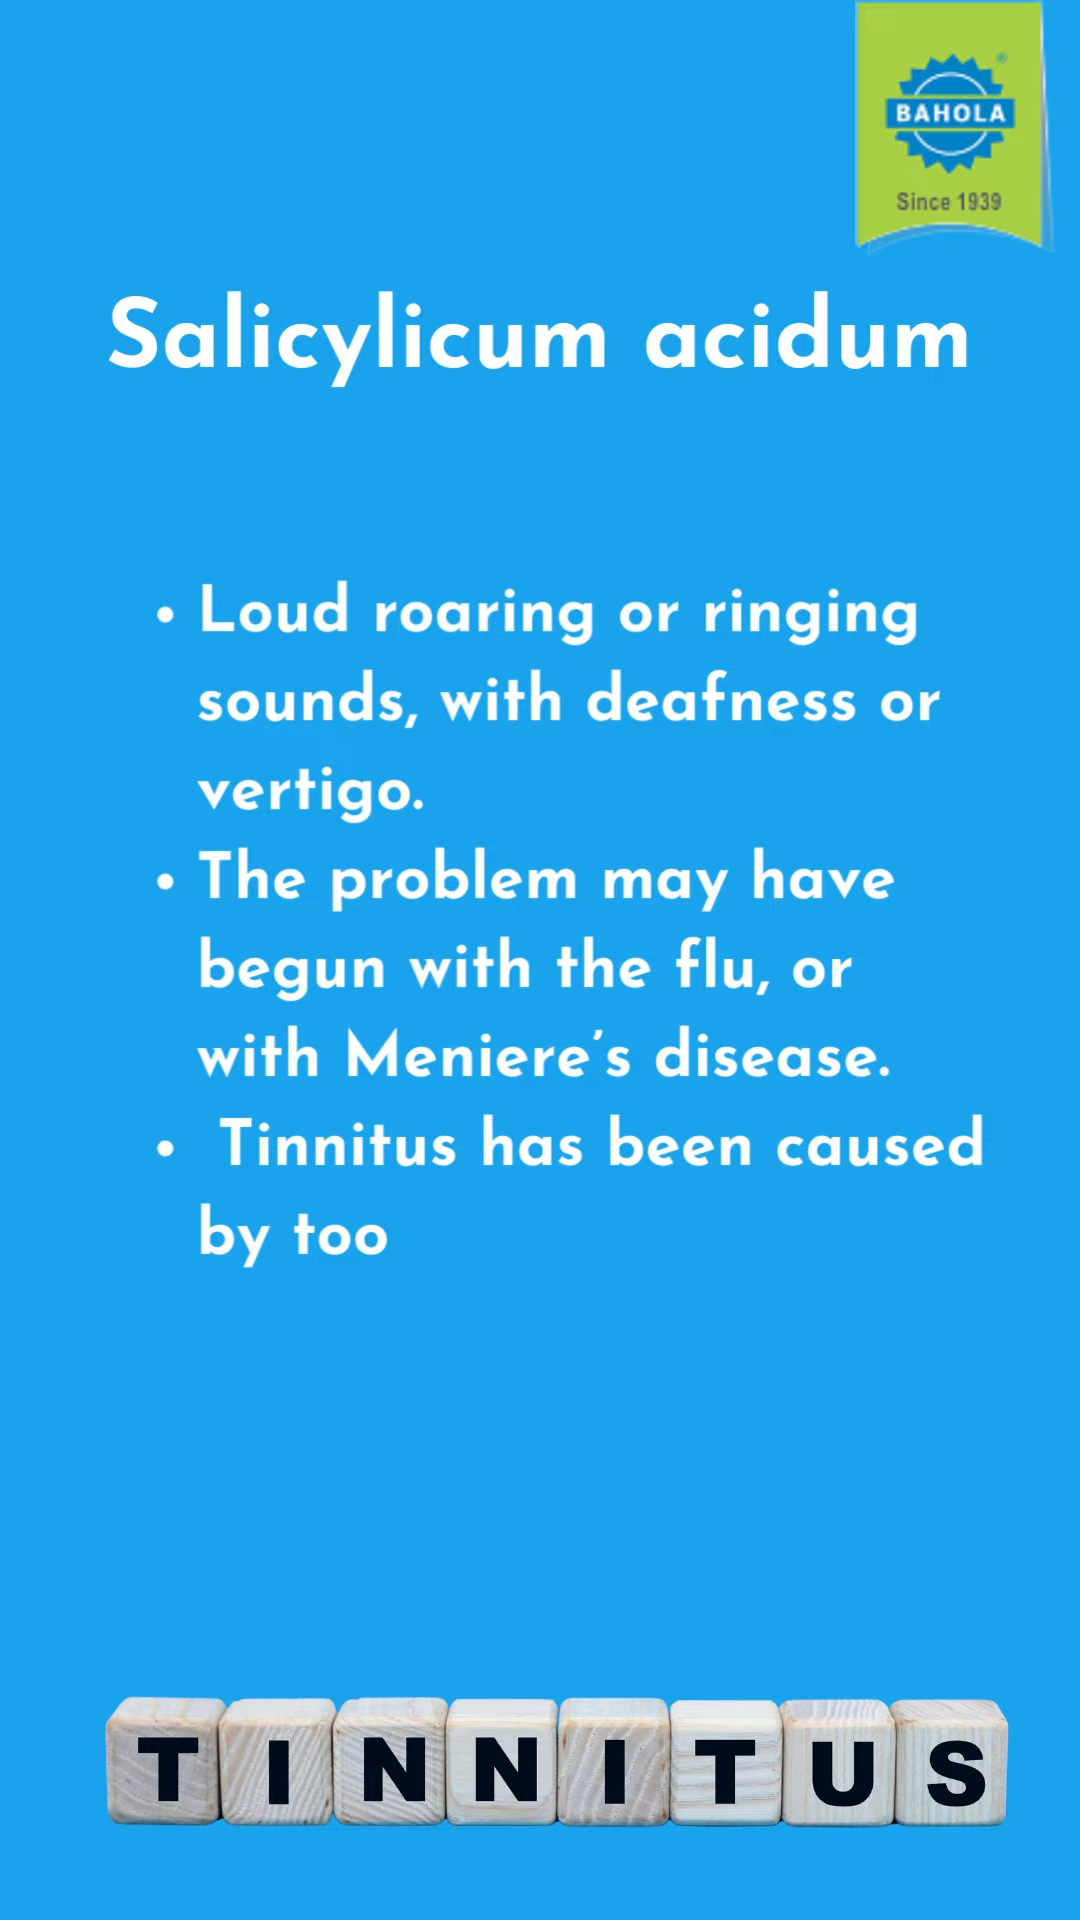 BAHOLA
Since 1939
Salicylicum acidum
• Loud roaring or ringing
sounds, with deafness or
vertigo.
• The problem may have
begun with the flu, or
with Meniere’s disease.
• Tinnitus has been caused
by too
TINNITUS